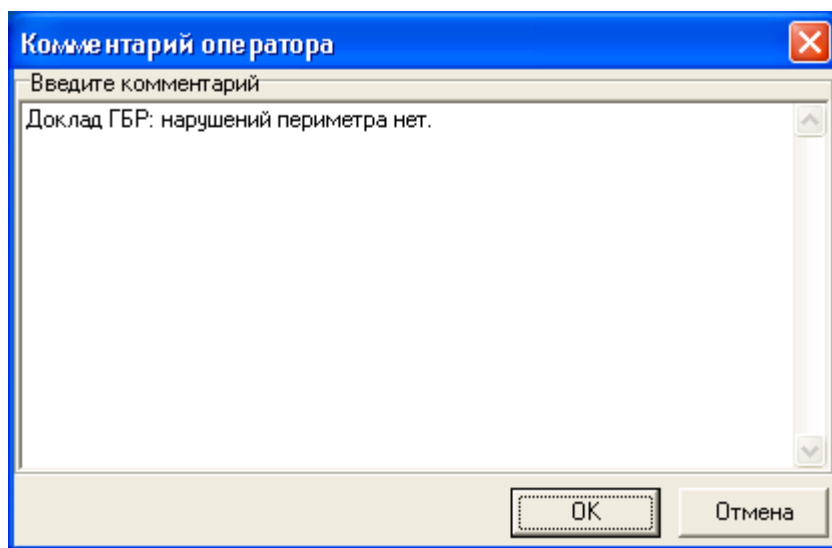 Комментарий оператора
Введите комментарий
Доклад ГБР: нарушений периметра нет.
OK
Отмена